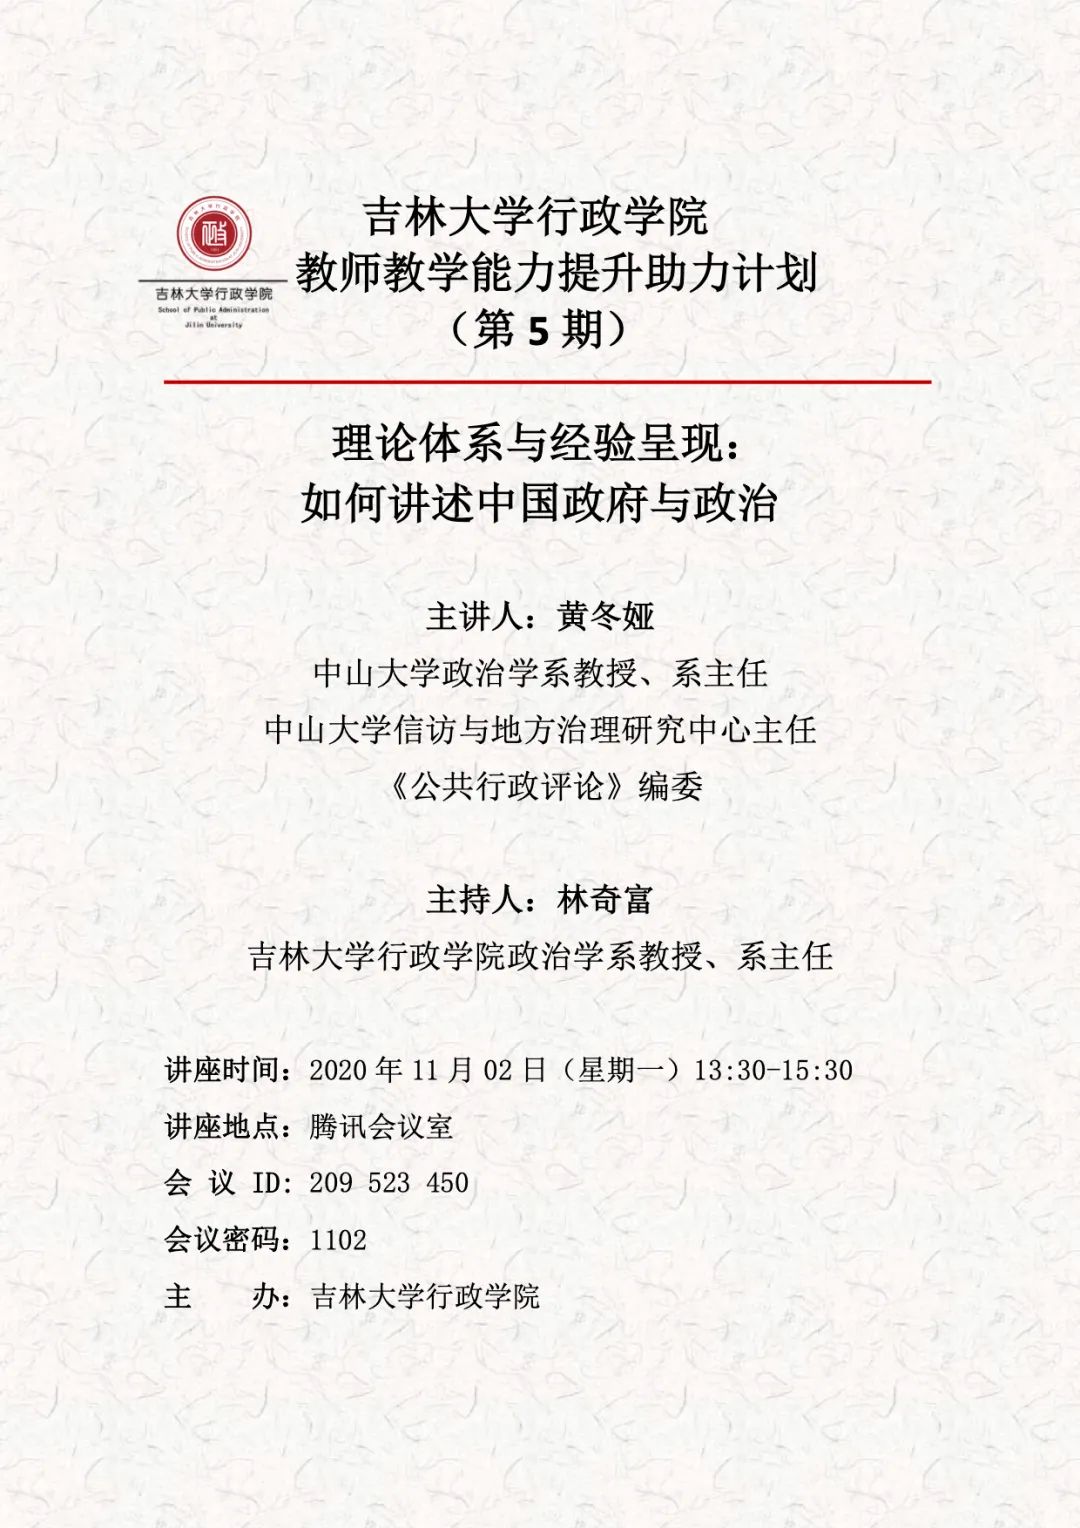 吉林大学行政学院
教师教学能力提升助力计划
（第 5 期）
政
吉林大学行政学院
School of Public Administration
at
Jilin University
理论体系与经验呈现：
如何讲述中国政府与政治
主讲人：黄冬娅
中山大学政治学系教授、系主任
中山大学信访与地方治理研究中心主任
《公共行政评论》编委
主持人：林奇富
吉林大学行政学院政治学系教授、系主任
讲座时间：2020 年 11 月 02 日（星期一）13:30-15:30
讲座地点：腾讯会议室
会 议 ID: 209 523 450
会议密码：1102
主 办：吉林大学行政学院